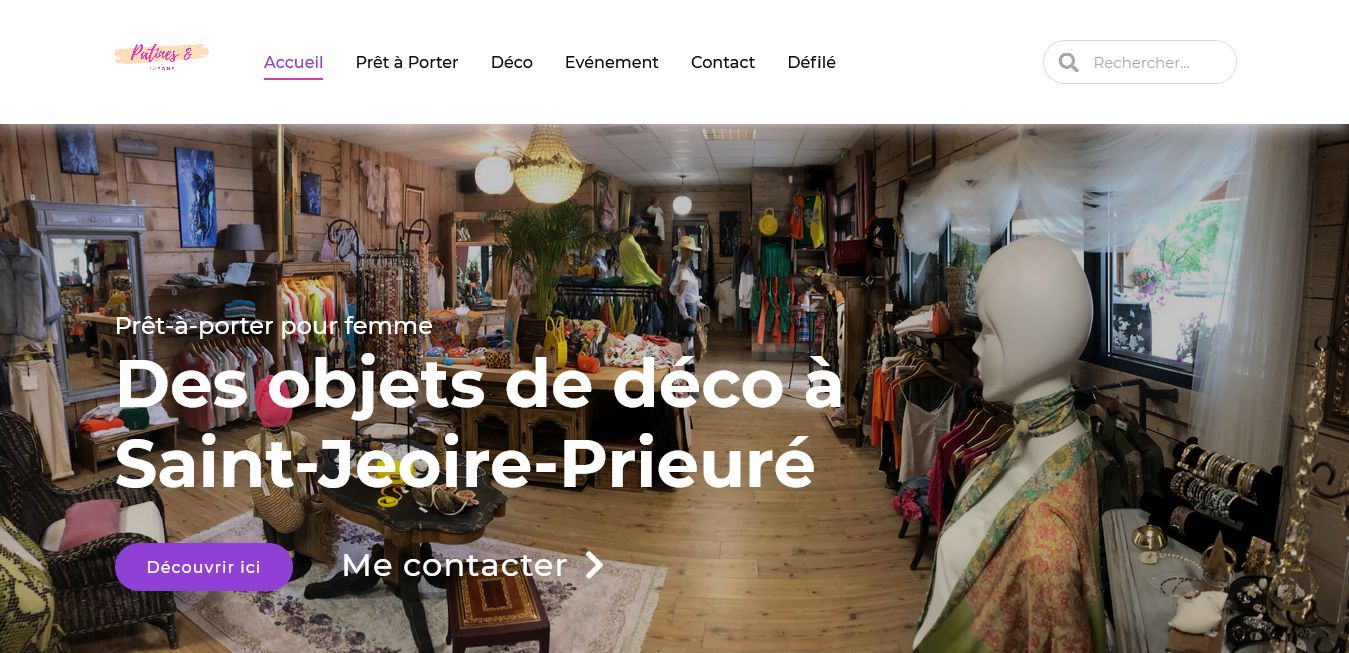 Patines &
Accueil
Prêt à Porter
Déco
Evénement
Contact
Défilé
Rechercher...
Prêt-à-porter pour femme
Des objets de déco à
Saint-Jeoire-Prieuré
Découvrir ici
Me contacter